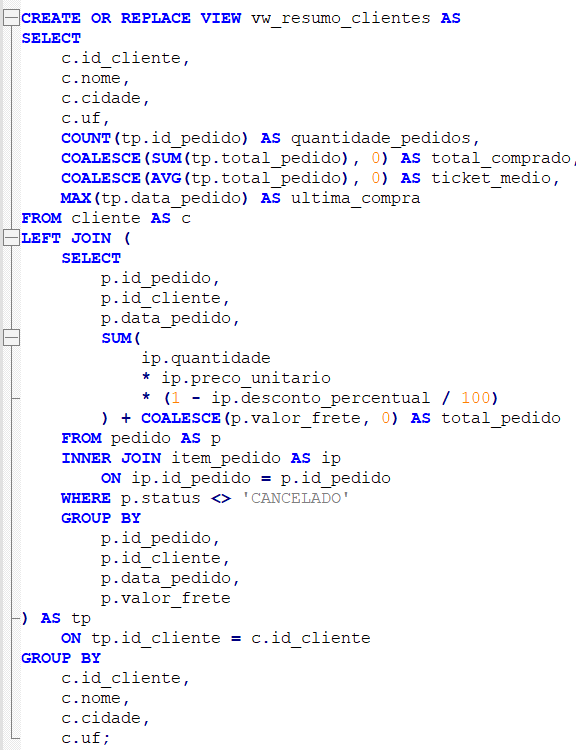 CREATE OR REPLACE VIEW vw_resumo_clientes AS
SELECT
    c.id_cliente,
    c.nome,
    c.cidade,
    c.uf,
    COUNT(tp.id_pedido) AS quantidade_pedidos,
    COALESCE(SUM(tp.total_pedido), 0) AS total_comprado,
    COALESCE(AVG(tp.total_pedido), 0) AS ticket_medio,
    MAX(tp.data_pedido) AS ultima_compra
FROM cliente AS c
LEFT JOIN (
    SELECT
        p.id_pedido,
        p.id_cliente,
        p.data_pedido,
        SUM(
            ip.quantidade
            * ip.preco_unitario
            * (1 - ip.desconto_percentual / 100)
        ) + COALESCE(p.valor_frete, 0) AS total_pedido
    FROM pedido AS p
    INNER JOIN item_pedido AS ip
        ON ip.id_pedido = p.id_pedido
    WHERE p.status <> 'CANCELADO'
    GROUP BY
        p.id_pedido,
        p.id_cliente,
        p.data_pedido,
        p.valor_frete
) AS tp
    ON tp.id_cliente = c.id_cliente
GROUP BY
    c.id_cliente,
    c.nome,
    c.cidade,
    c.uf;